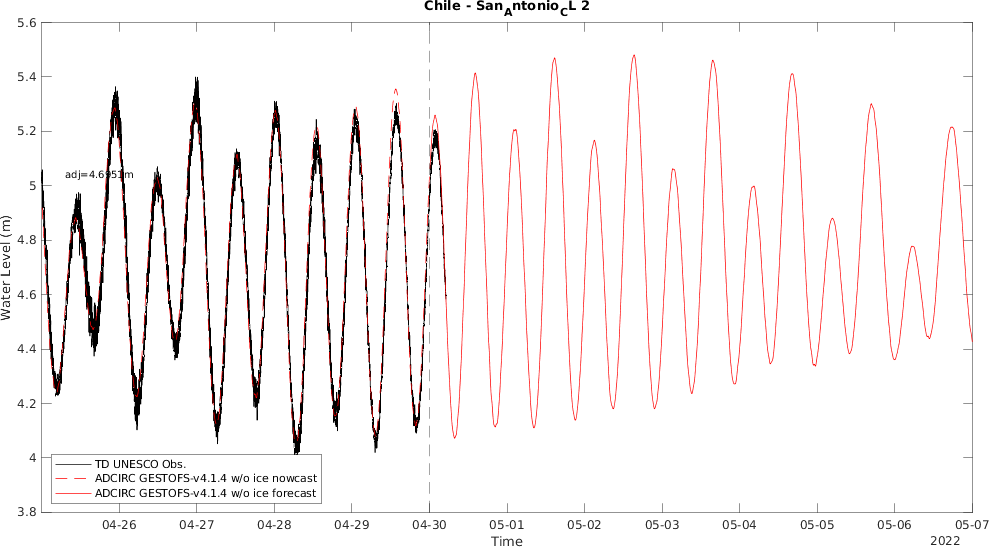 Chile - San_Antonio_CL 2
5.6
5.4
5.2
5
4.8
4.6
4.4
4.2
4
3.8
Water Level (m)
adj=4.6951m
TD UNESCO Obs.
ADCIRC GESTOFS-v4.1.4 w/o ice nowcast
ADCIRC GESTOFS-v4.1.4 w/o ice forecast
04-26 04-27 04-28 04-29 04-30 05-01 05-02 05-03 05-04 05-05 05-06 05-07
Time
2022